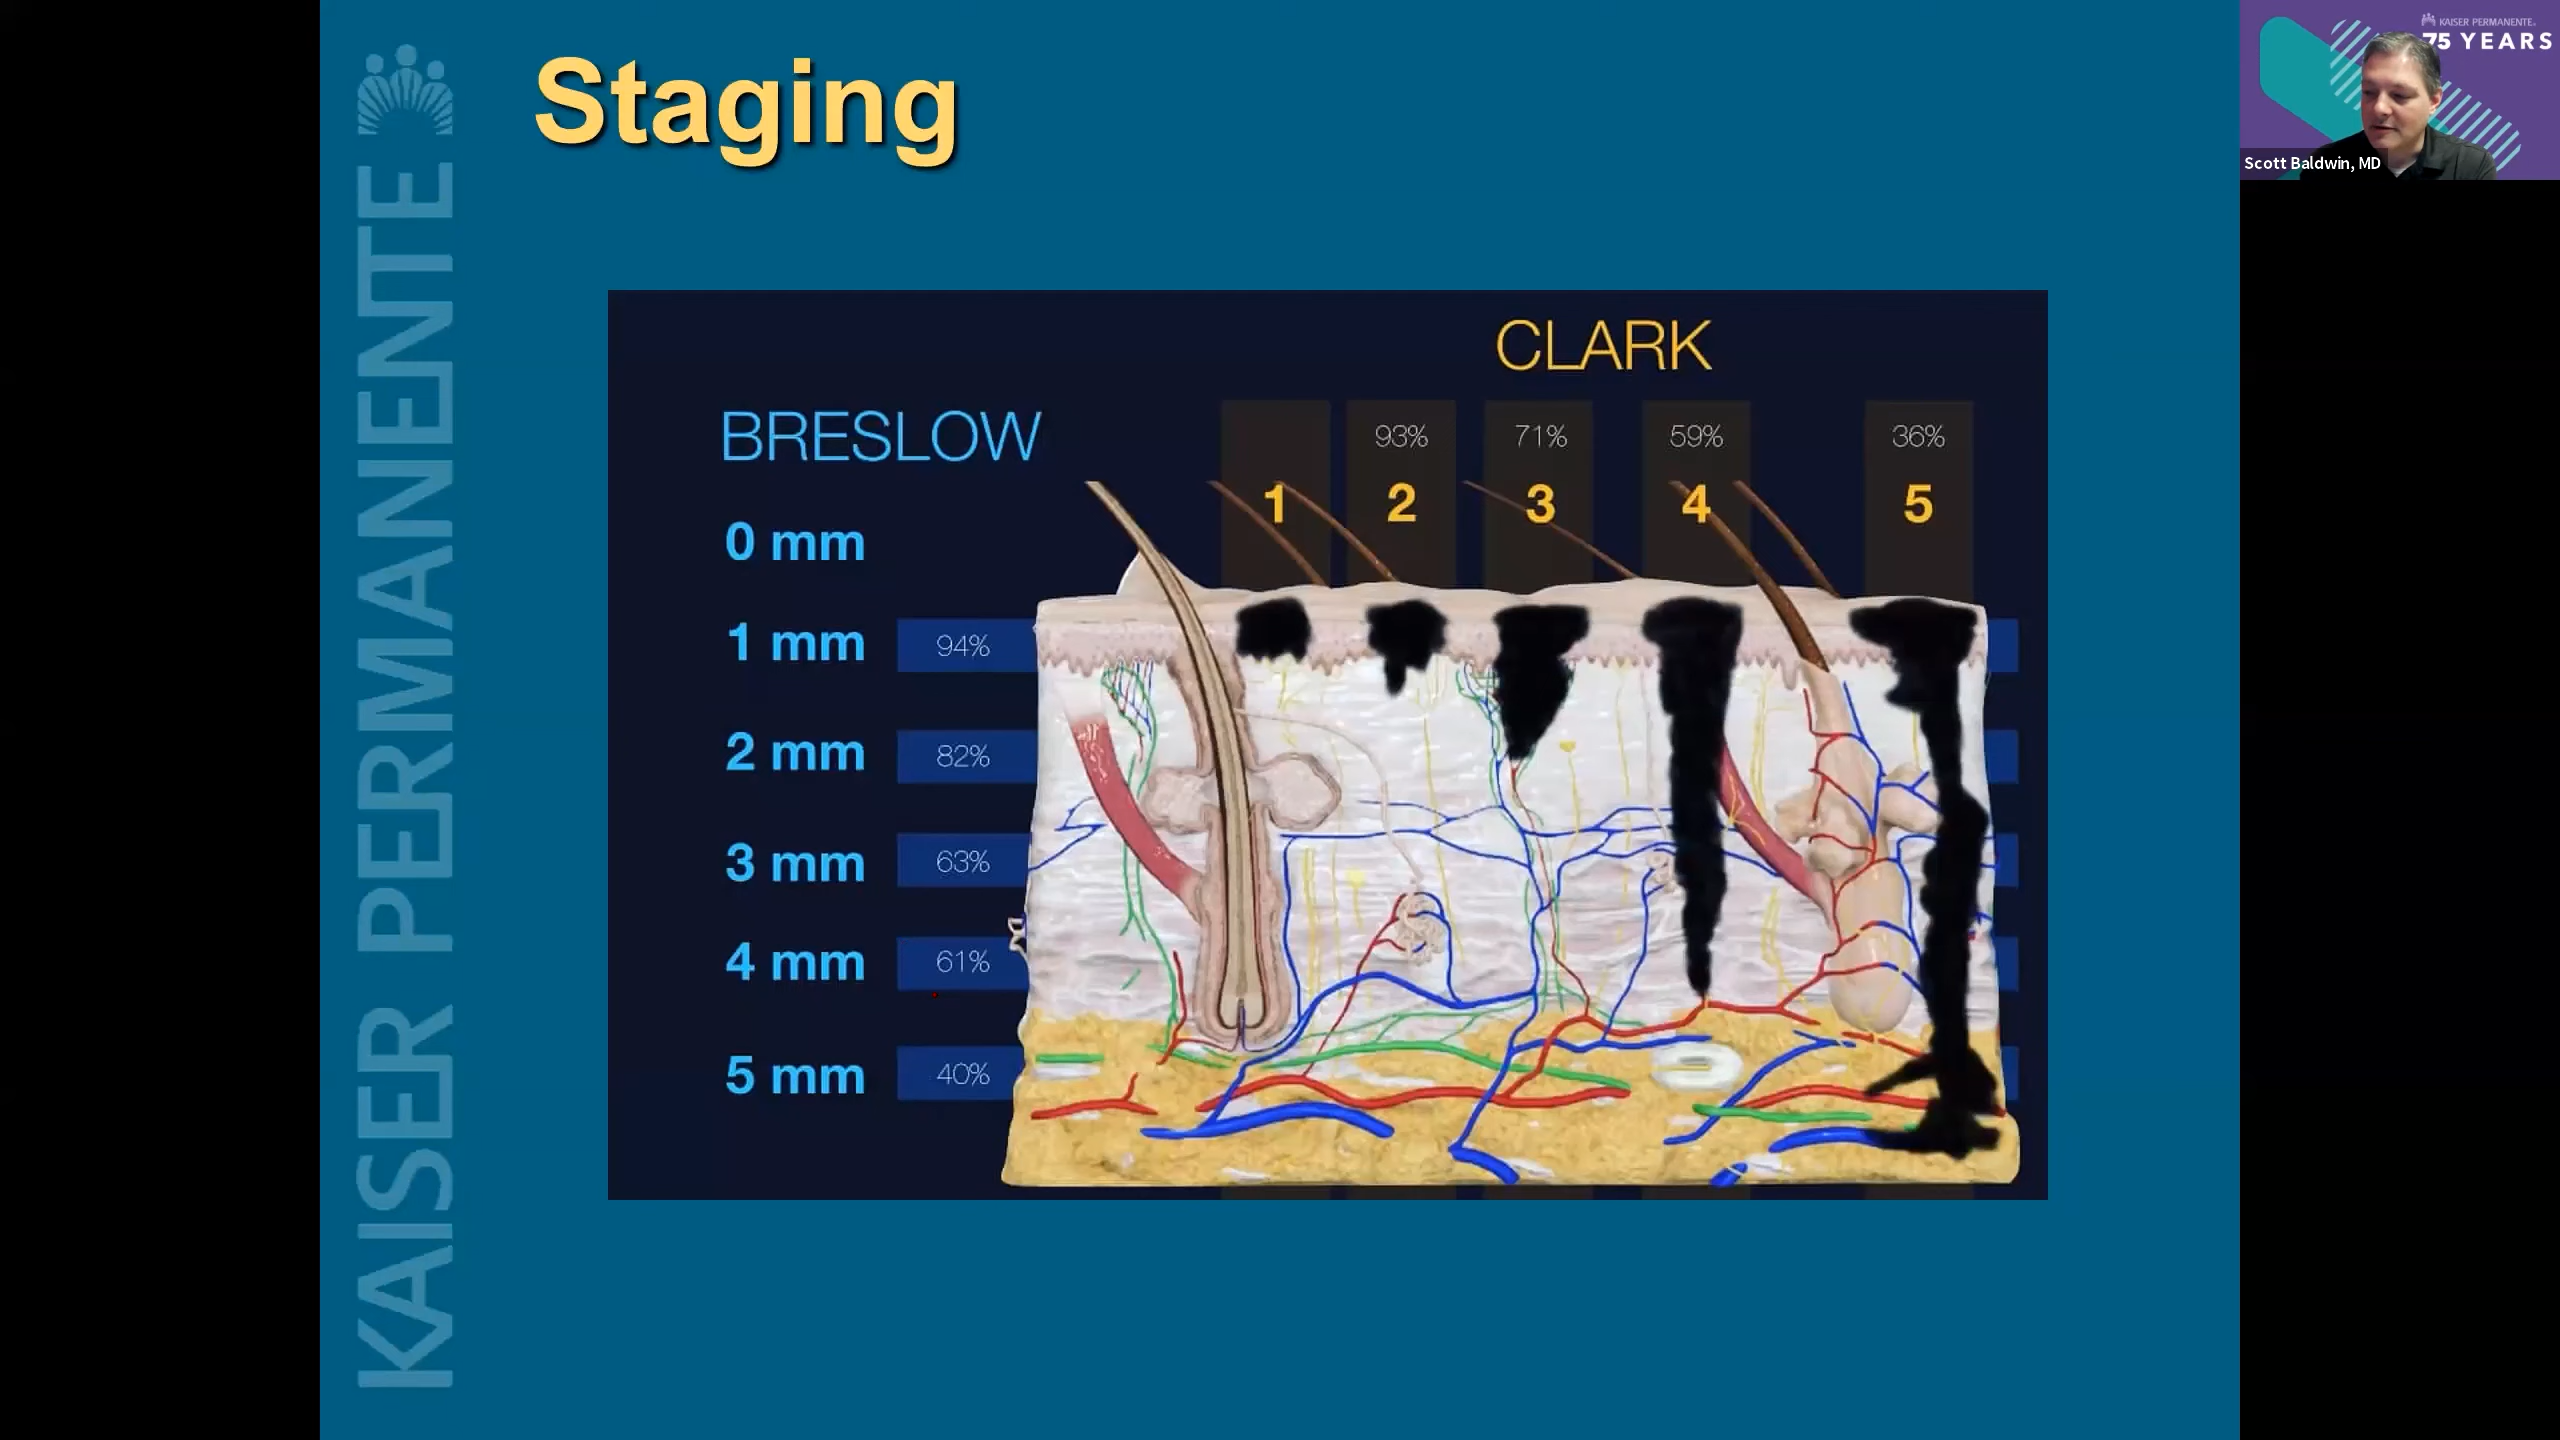 Staging
KAISER PERMANENTE
KAISER PERMANENTE.
75 YEARS
Scott Baldwin, MD
CLARK
BRESLOW
93% 71% 59% 36%
1 2 3 4 5
0 mm
1 mm 94%
2 mm 82%
3 mm 63%
4 mm 61%
5 mm 40%